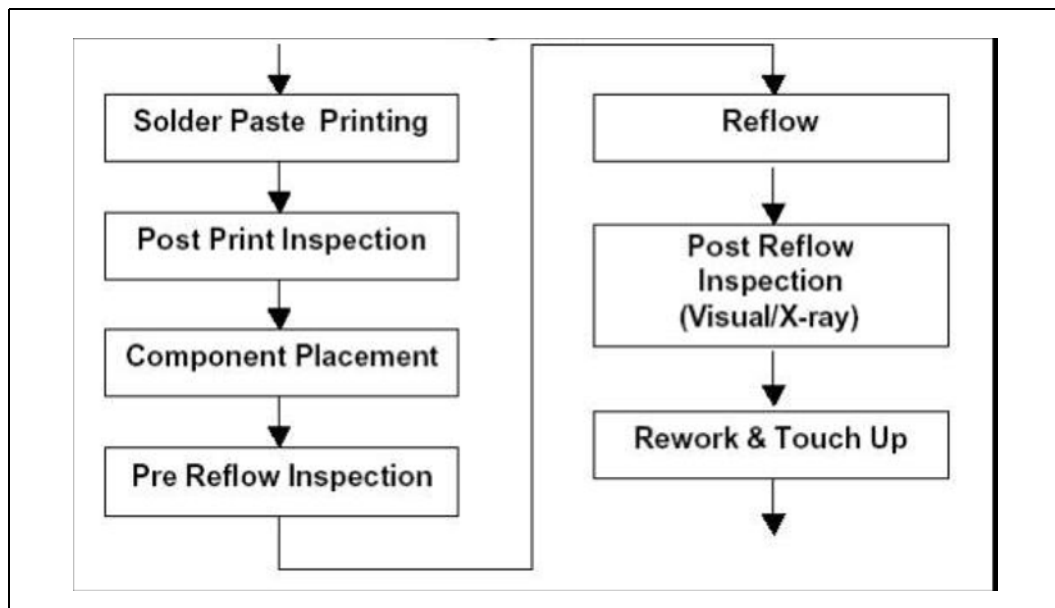 Solder Paste Printing
Post Print Inspection
Component Placement
Pre Reflow Inspection
Reflow
Post Reflow
Inspection
(Visual/X-ray)
Rework & Touch Up